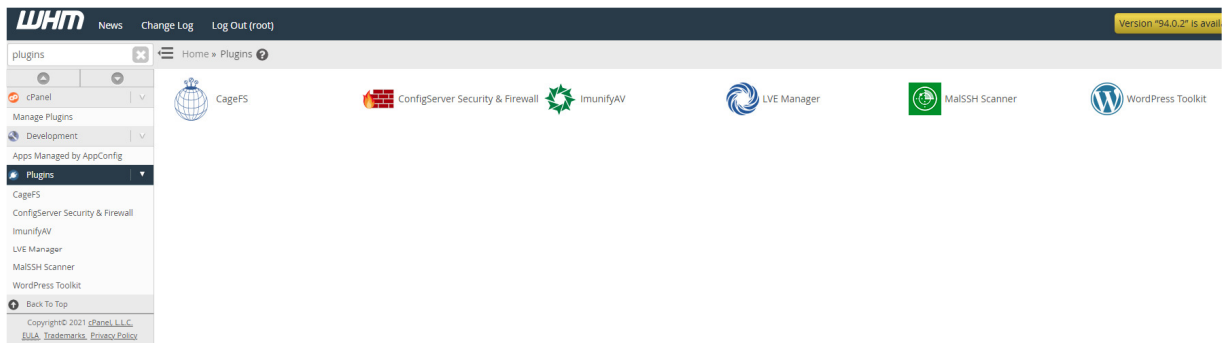 WHM News Change Log Log Out (root) Version "94.0.2" is avail
plugins Home » Plugins
cPanel
Manage Plugins
Development
Apps Managed by AppConfig
Plugins
CageFS
ConfigServer Security & Firewall
ImunifyAV
LVE Manager
MalSSH Scanner
WordPress Toolkit
Back To Top
Copyright© 2021 cPanel, L.L.C.
EULA Trademarks Privacy Policy
CageFS ConfigServer Security & Firewall ImunifyAV LVE Manager MalSSH Scanner WordPress Toolkit